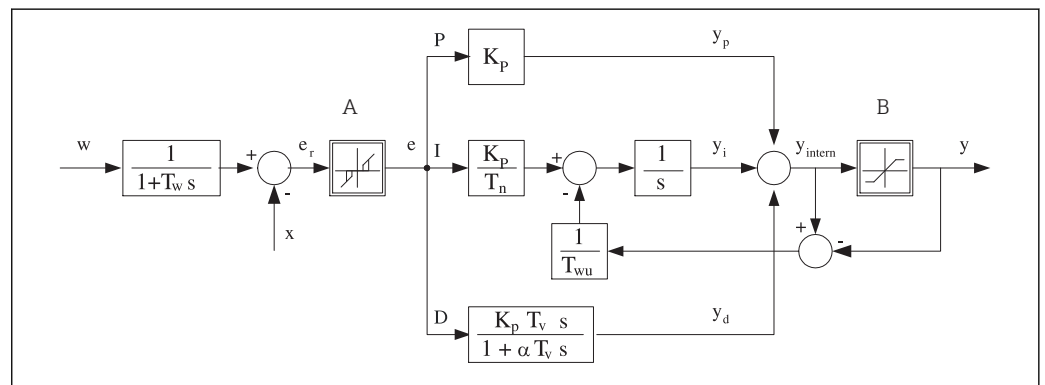 P
K_P
y_p
A
B
w
1
1+T_w s
+
-
e_r
e
I
K_P
T_n
+
-
1
s
y_i
y_intern
y
x
1
T_wu
+
-
D
K_p T_v s
1 + α T_v s
y_d